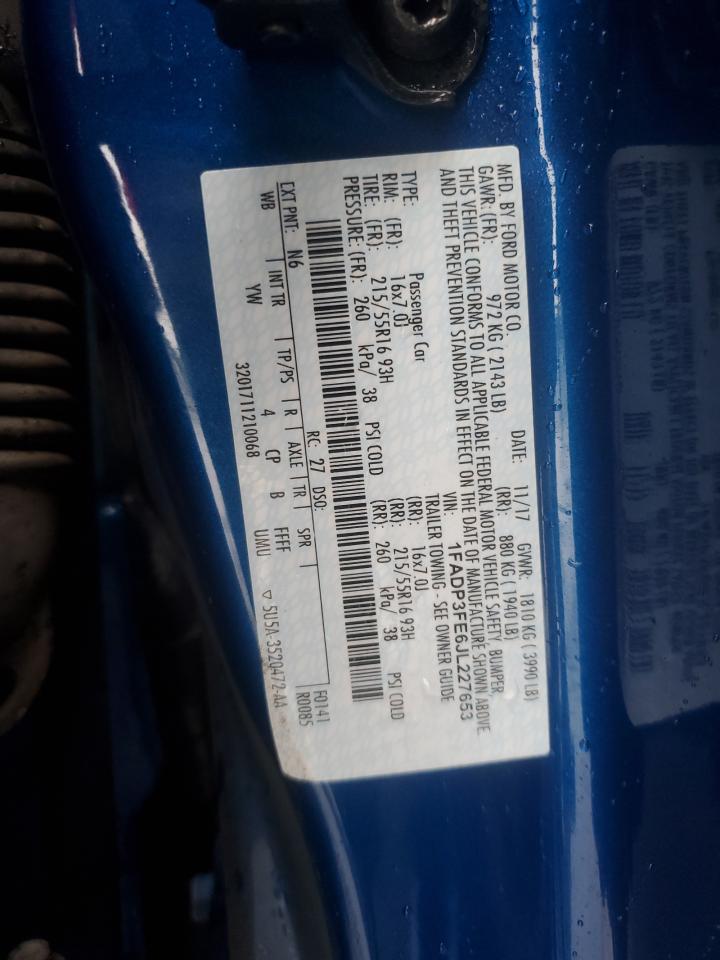 MFD. BY FORD MOTOR CO. DATE: 11/17 GVWR: 1810 KG ( 3990 LB)
GAWR: (FR): 972 KG ( 2143 LB) (RR): 880 KG ( 1940 LB)
THIS VEHICLE CONFORMS TO ALL APPLICABLE FEDERAL MOTOR VEHICLE SAFETY, BUMPER,
AND THEFT PREVENTION STANDARDS IN EFFECT ON THE DATE OF MANUFACTURE SHOWN ABOVE.
VIN: 1FADP3FE6JL227653
TYPE: Passenger Car TRAILER TOWING - SEE OWNER GUIDE
RIM: (FR): 16x7.0J (RR): 16x7.0J
TIRE: (FR): 215/55R16 93H (RR): 215/55R16 93H
PRESSURE: (FR): 260 kPa/ 38 PSI COLD (RR): 260 kPa/ 38 PSI COLD
F0141
RC: 27 DSO: R0085
EXT PNT: N6
WB INT TR TP/PS R AXLE TR SPR
YW 4 CP B FFFF
UMU
3201711210068 ▽ 5U5A-3520472-AA